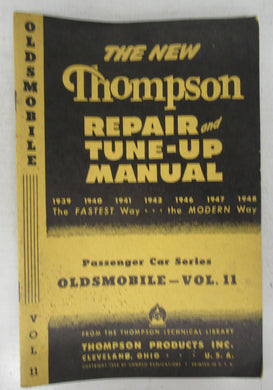 OLDSMOBILE
VOL 11
THE NEW
Thompson
REPAIR and
TUNE-UP
MANUAL
1939 1940 1941 1942 1946 1947 1948
The FASTEST Way · · · the MODERN Way
Passenger Car Series
OLDSMOBILE—VOL. 11
FROM THE THOMPSON TECHNICAL LIBRARY
THOMPSON PRODUCTS INC.
CLEVELAND, OHIO · · · U. S. A.